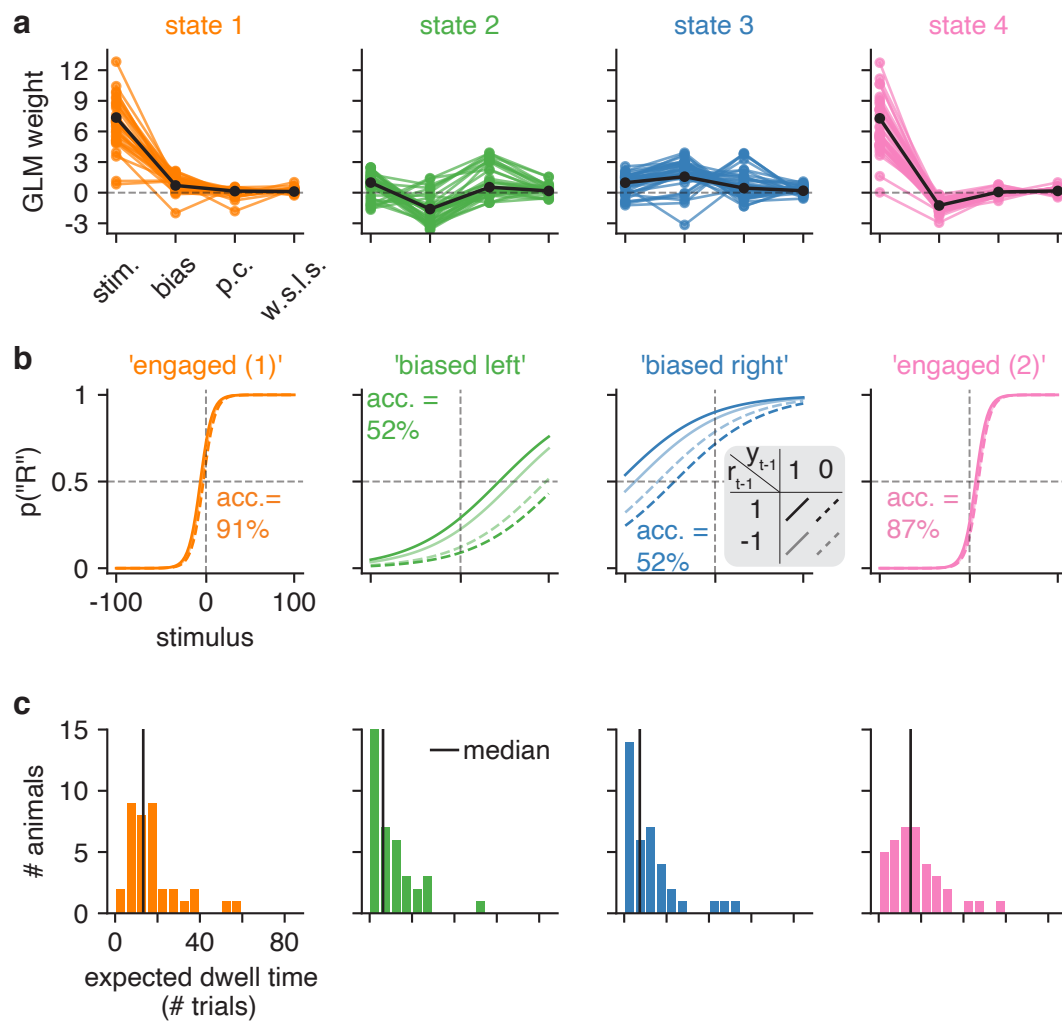 a
state 1
state 2
state 3
state 4
GLM weight
12
9
6
3
0
-3
stim.
bias
p.c.
w.s.l.s.
b
'engaged (1)'
'biased left'
'biased right'
'engaged (2)'
p("R")
1
0.5
0
acc.=
91%
acc. =
52%
acc. =
52%
y t-1
r t-1
1 0
1
-1
acc. =
87%
-100 0 100
stimulus
c
# animals
15
10
5
0
median
0 40 80
expected dwell time
(# trials)